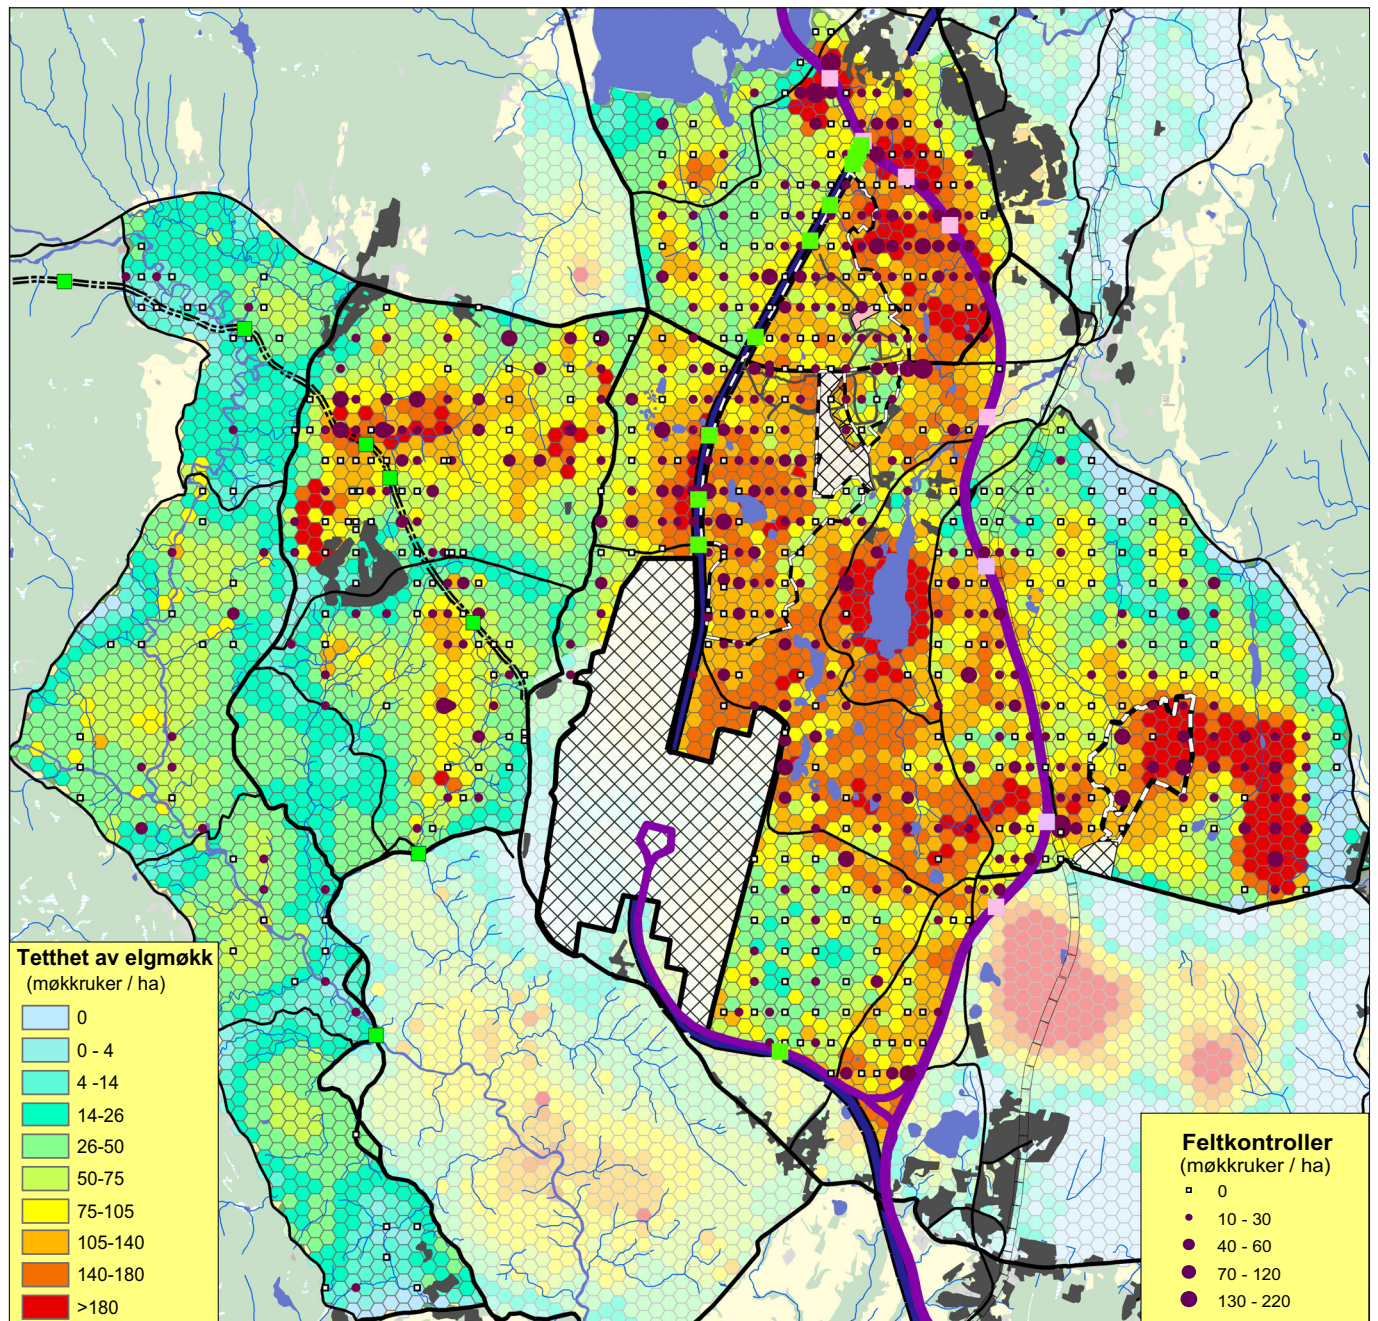 Tetthet av elgmøkk
(møkkruker / ha)
0
0 - 4
4 -14
14-26
26-50
50-75
75-105
105-140
140-180
>180
Feltkontroller
(møkkruker / ha)
0
10 - 30
40 - 60
70 - 120
130 - 220